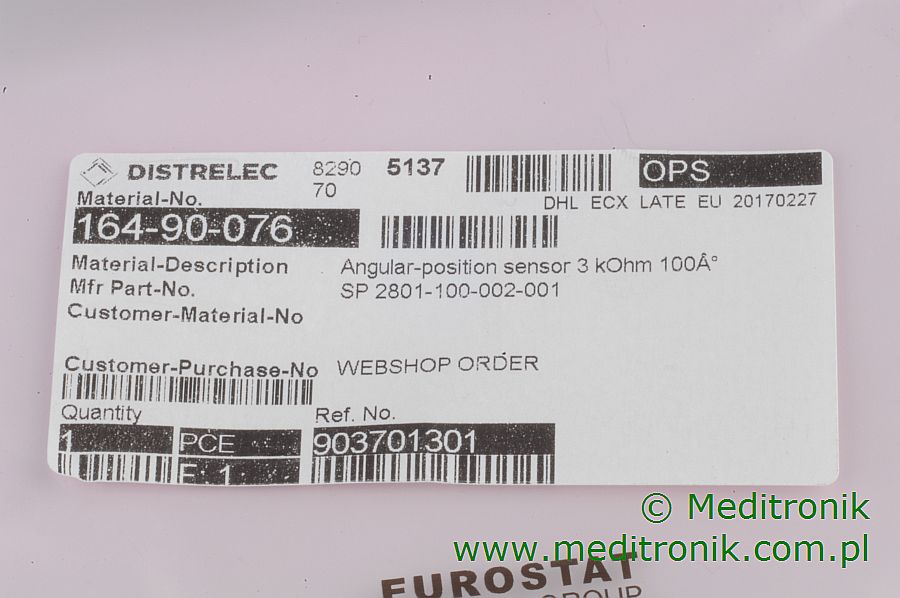 DISTRELEC 8290 5137 OPS
70
Material-No. DHL ECX LATE EU 20170227
164-90-076
Material-Description Angular-position sensor 3 kOhm 100Â°
Mfr Part-No. SP 2801-100-002-001
Customer-Material-No
Customer-Purchase-No WEBSHOP ORDER
Quantity Ref. No.
1 PCE 903701301
F 1
© Meditronik
www.meditronik.com.pl
EUROSTAT
GROUP